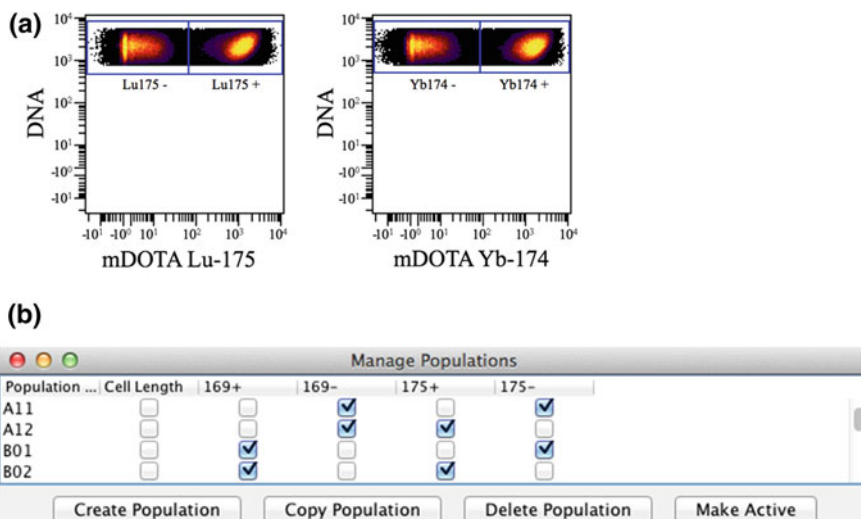 (a)
DNA
10⁴
10³
10²
10¹
-10⁰
-10¹
Lu175 -
Lu175 +
-10¹ -10⁰ 10¹ 10² 10³ 10⁴
mDOTA Lu-175
DNA
10⁴
10³
10²
10¹
-10⁰
-10¹
Yb174 -
Yb174 +
-10¹ -10⁰ 10¹ 10² 10³ 10⁴
mDOTA Yb-174
(b)
Manage Populations
Population ... Cell Length 169+ 169- 175+ 175-
A11
A12
B01
B02
Create Population Copy Population Delete Population Make Active